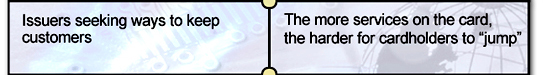 Issuers seeking ways to keep
customers
The more services on the card,
the harder for cardholders to “jump”